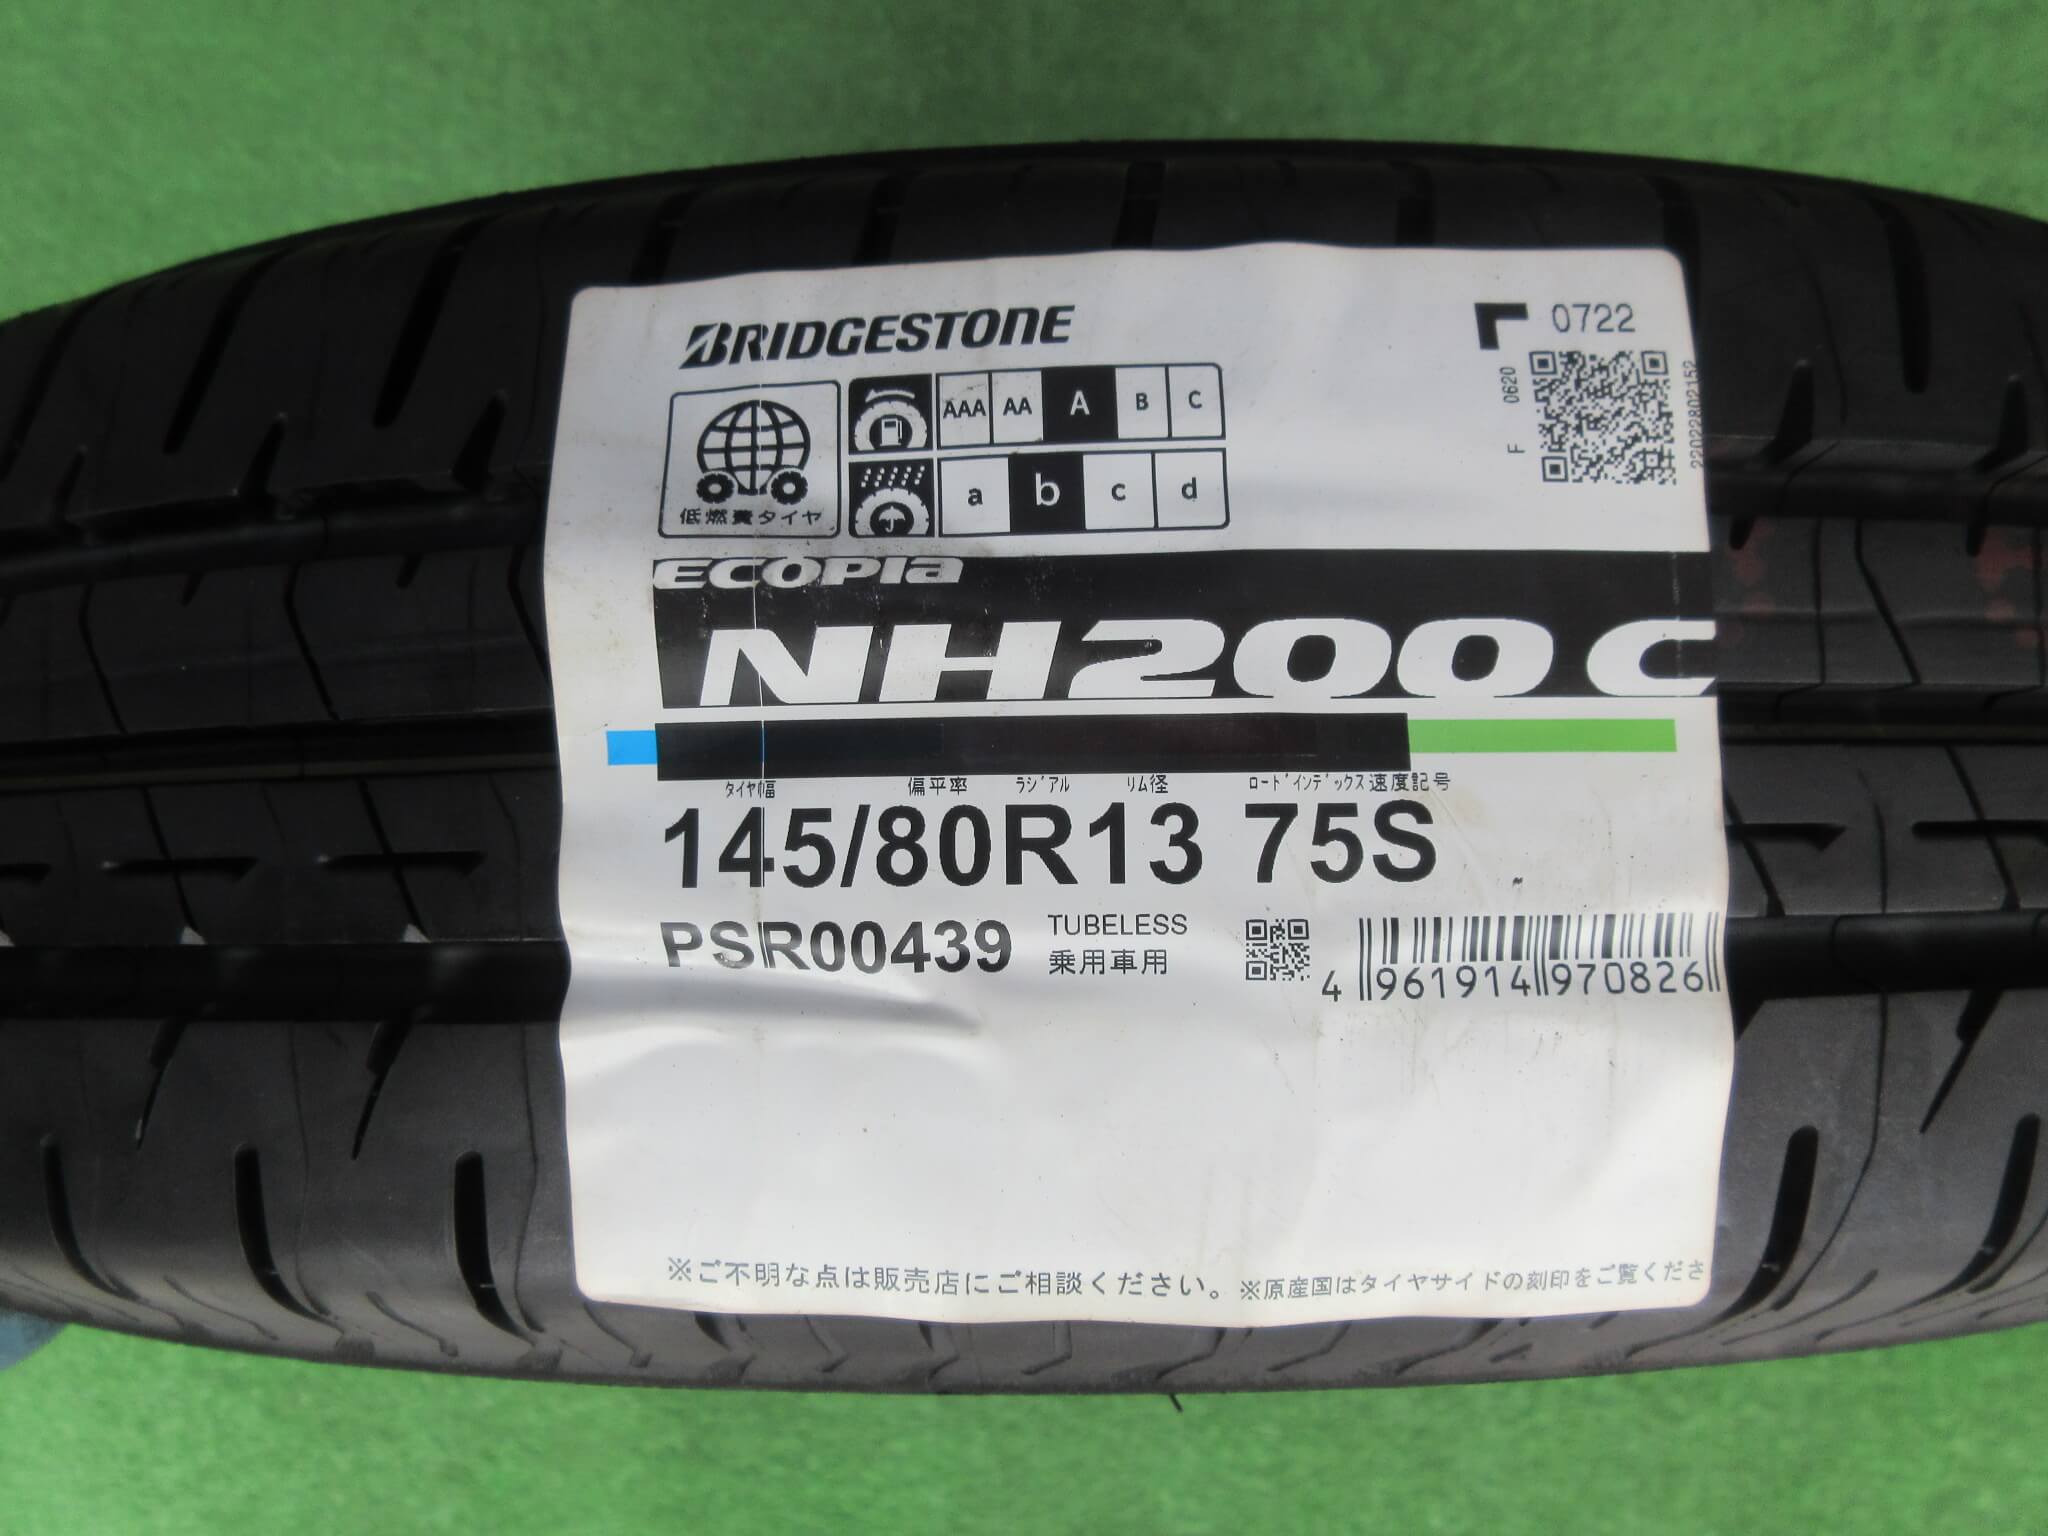 BRIDGESTONE
0722
F 0620
22022802152
AAA AA A B C
a b c d
低燃費タイヤ
ECOPIA
NH200 C
タイヤ幅 偏平率 ラジアル リム径 ロードインデックス 速度記号
145/80R13 75S
PSR00439 TUBELESS
乗用車用
4 961914 970826
※ご不明な点は販売店にご相談ください。 ※原産国はタイヤサイドの刻印をご覧くださ